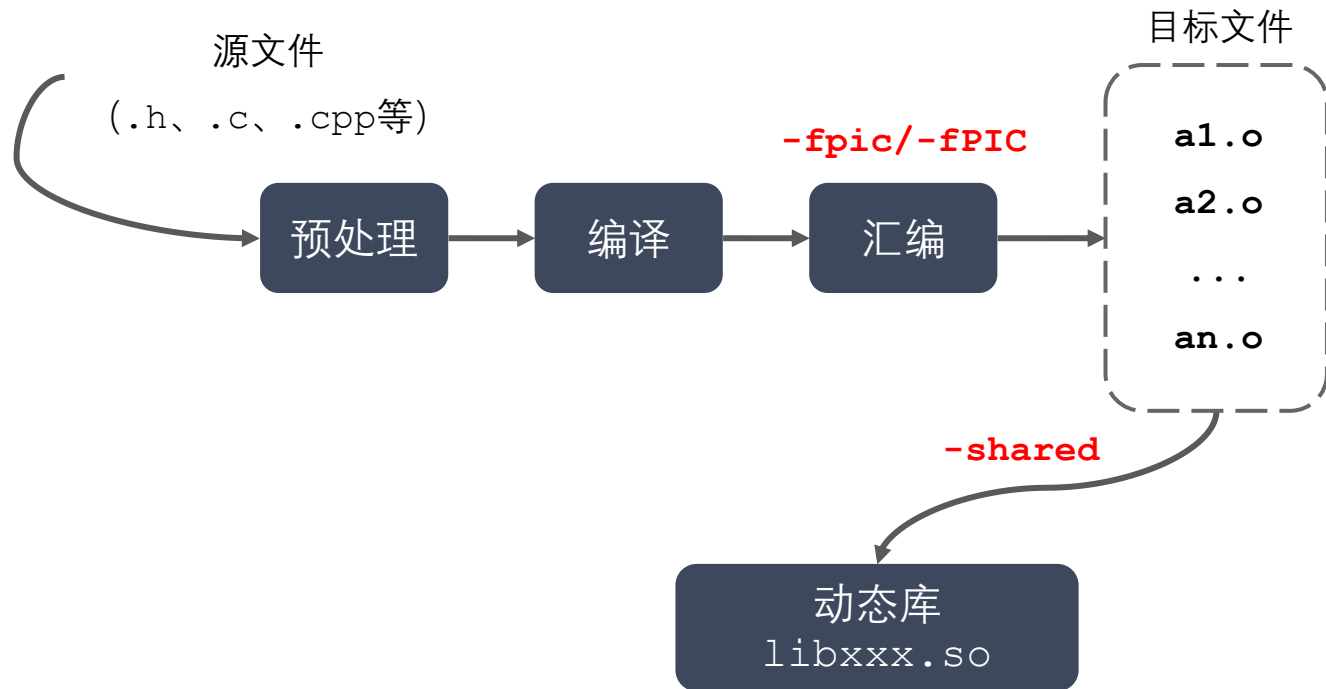 源文件
(.h、.c、.cpp等)
目标文件
-fpic/-fPIC
预处理
编译
汇编
a1.o
a2.o
...
an.o
-shared
动态库
libxxx.so